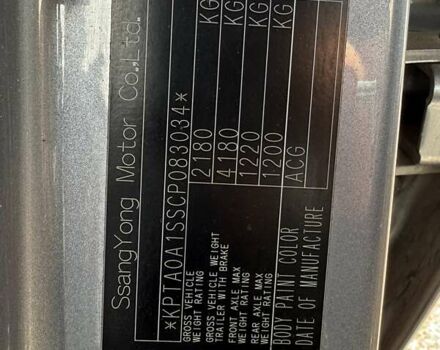 SsangYong Motor Co.,Ltd.
*KPTA0A1SSCP083034*
GROSS VEHICLE
WEIGHT RATING 2180 KG
GROSS VEHICLE WEIGHT
TRAILER WITH BRAKE 4180 KG
FRONT AXLE MAX
WEIGHT RATING 1220 KG
REAR AXLE MAX
WEIGHT RATING 1200 KG
BODY PAINT COLOR ACG
DATE OF MANUFACTURE